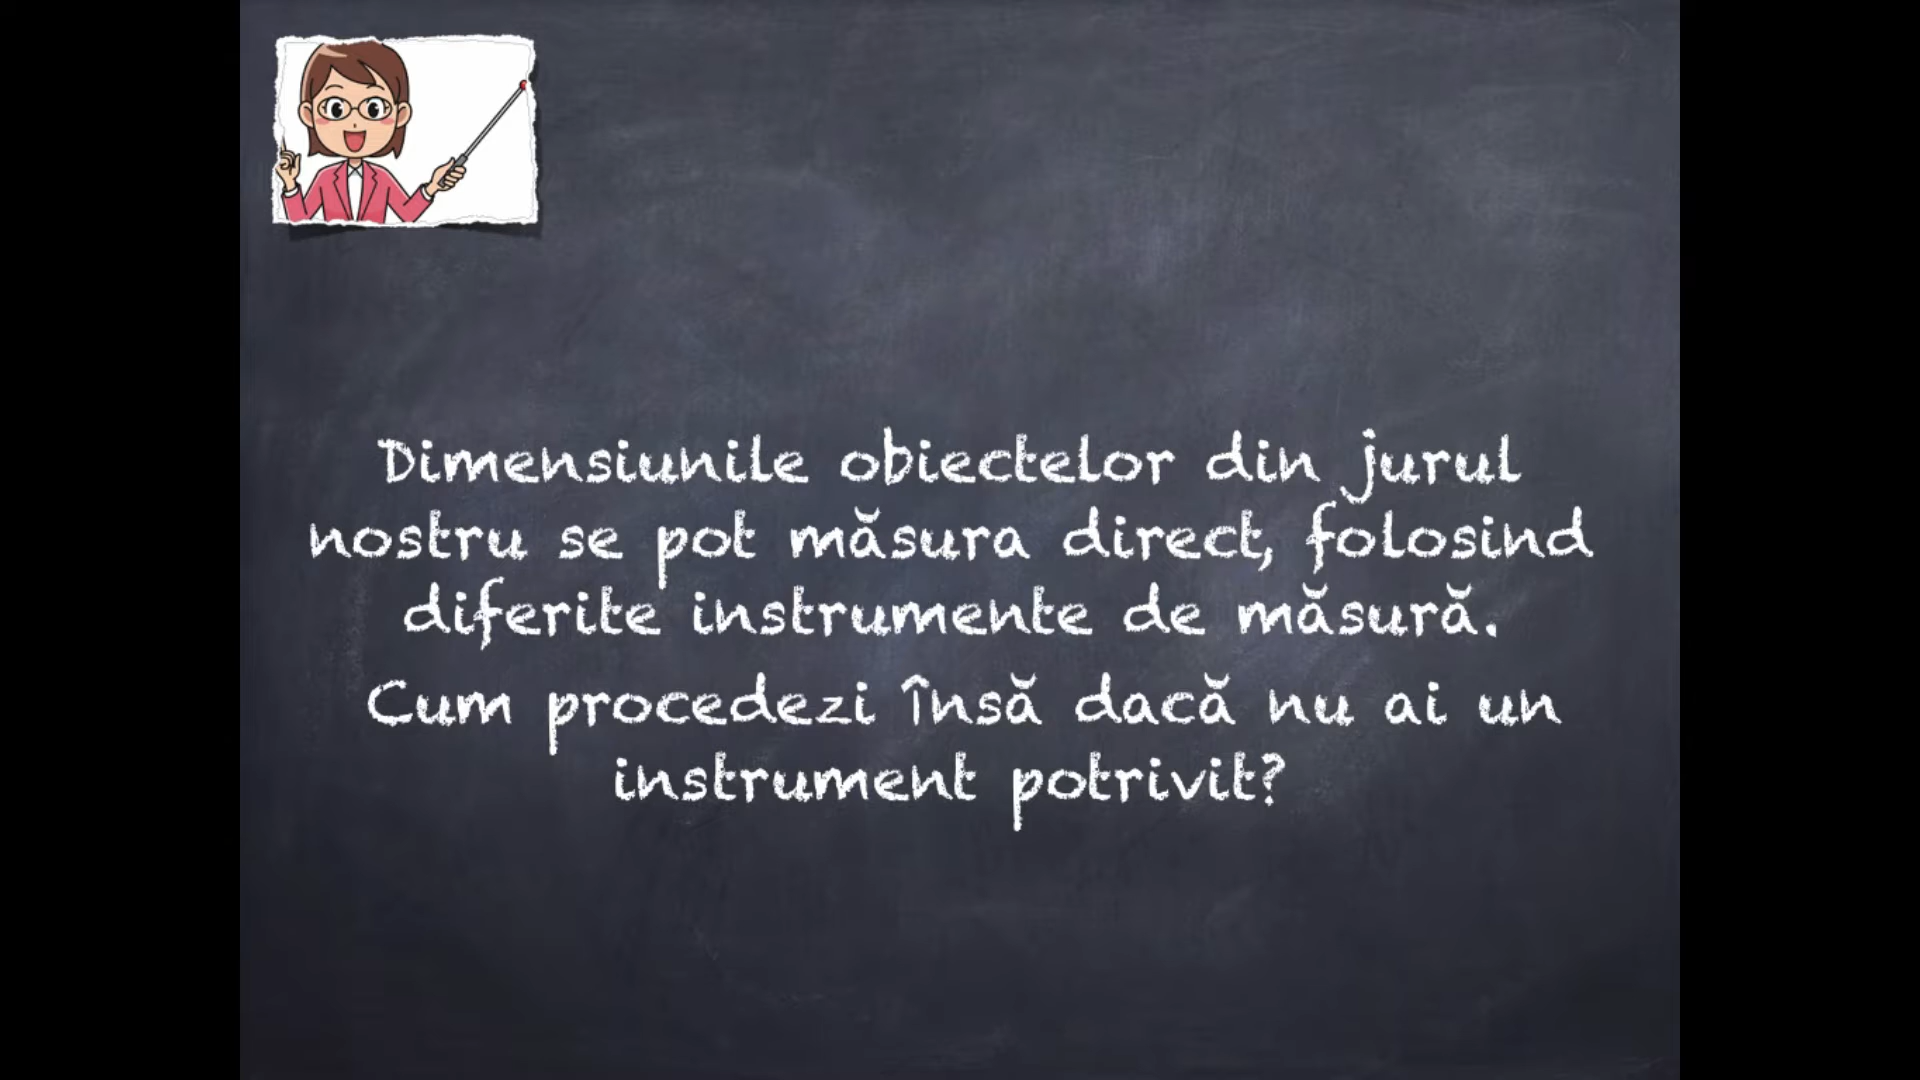 Dimensiunile obiectelor din jurul
nostru se pot măsura direct, folosind
diferite instrumente de măsură.
Cum procedezi însă dacă nu ai un
instrument potrivit?